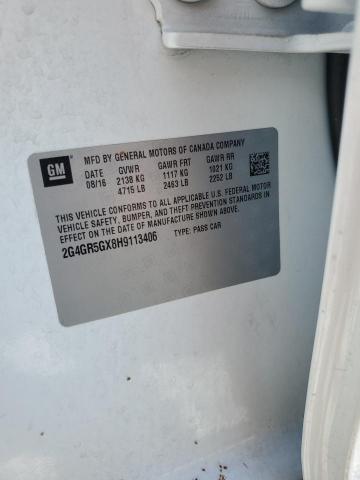 GM
MFD BY GENERAL MOTORS OF CANADA COMPANY
DATE GVWR GAWR FRT GAWR RR
08/16 2138 KG 1117 KG 1021 KG
4715 LB 2463 LB 2252 LB
THIS VEHICLE CONFORMS TO ALL APPLICABLE U.S. FEDERAL MOTOR
VEHICLE SAFETY, BUMPER, AND THEFT PREVENTION STANDARDS IN
EFFECT ON THE DATE OF MANUFACTURE SHOWN ABOVE.
2G4GR5GX8H9113406 TYPE: PASS CAR